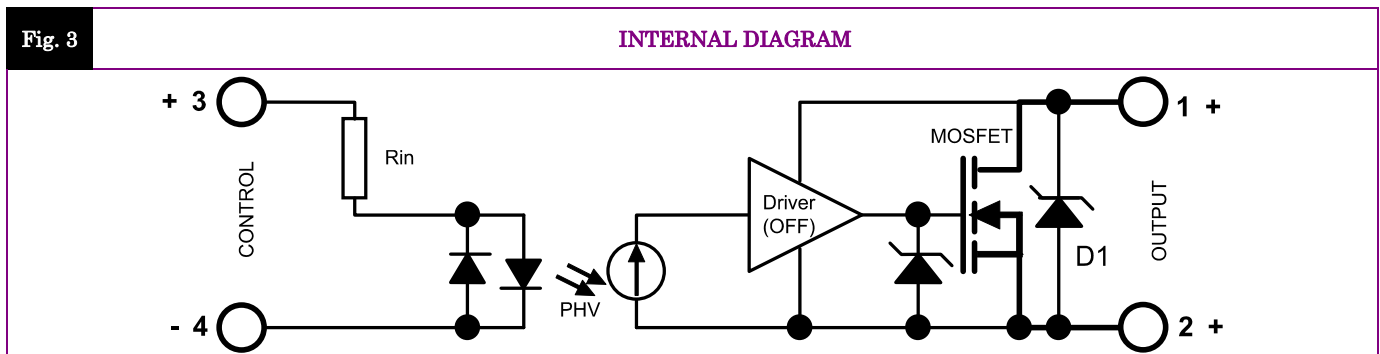 Fig. 3
INTERNAL DIAGRAM
+ 3
CONTROL
- 4
Rin
PHV
Driver
(OFF)
MOSFET
D1
OUTPUT
1 +
2 +